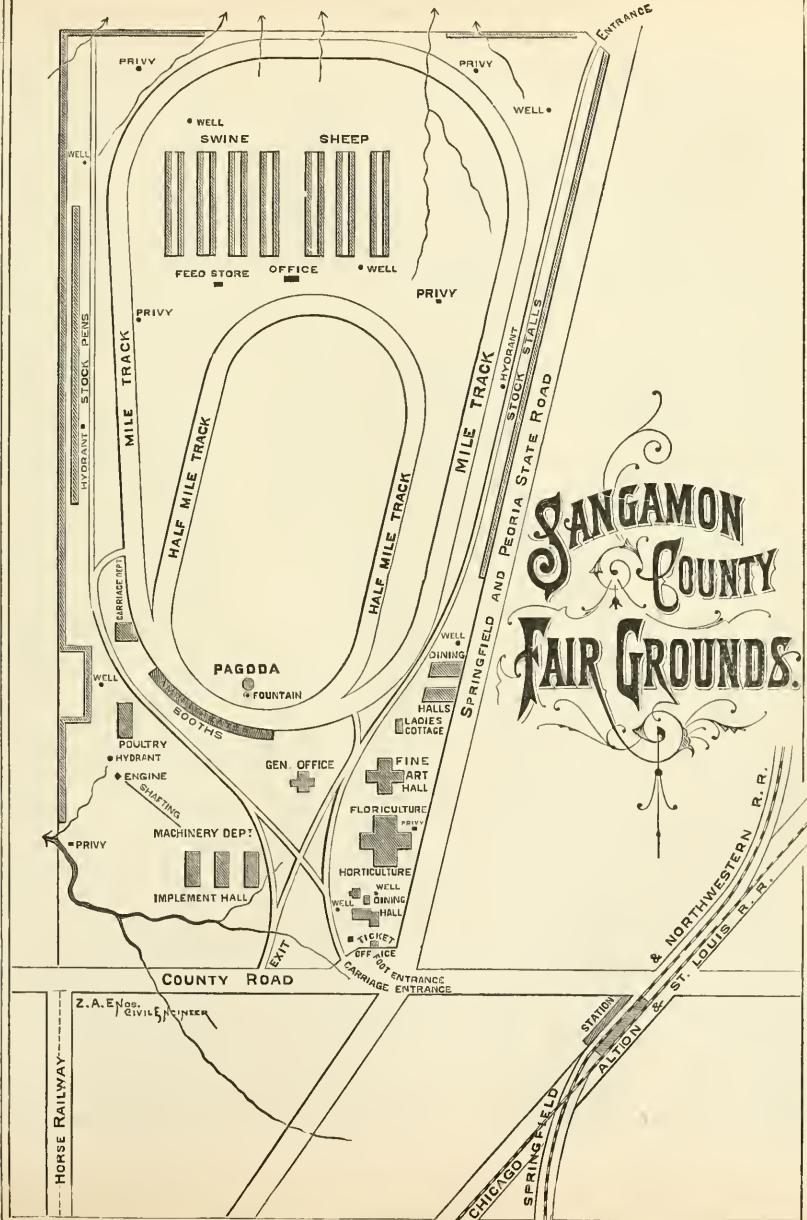 ENTRANCE
PRIVY
PRIVY
WELL
WELL
WELL
SWINE
SHEEP
FEED STORE
OFFICE
WELL
PRIVY
PRIVY
STOCK PENS
HYDRANT
MILE TRACK
HALF MILE TRACK
HALF MILE TRACK
MILE TRACK
HYDRANT
STOCK STALLS
SPRINGFIELD AND PEORIA STATE ROAD
SANGAMON
COUNTY
FAIR GROUNDS.
CARRIAGE DEPT
WELL
PAGODA
FOUNTAIN
AMPHITHEATER
BOOTHS
WELL
DINING
HALLS
LADIES
COTTAGE
POULTRY
HYDRANT
ENGINE
SHAFTING
GEN. OFFICE
FINE
ART
HALL
FLORICULTURE
PRIVY
HORTICULTURE
MACHINERY DEPT
PRIVY
IMPLEMENT HALL
WELL
DINING
HALL
WELL
TICKET
OFFICE
FOOT ENTRANCE
CARRIAGE ENTRANCE
EXIT
COUNTY ROAD
Z. A. Enos.
CIVIL ENGINEER
HORSE RAILWAY
STATION
CHICAGO ALTON & ST. LOUIS R. R.
SPRINGFIELD & NORTHWESTERN R. R.